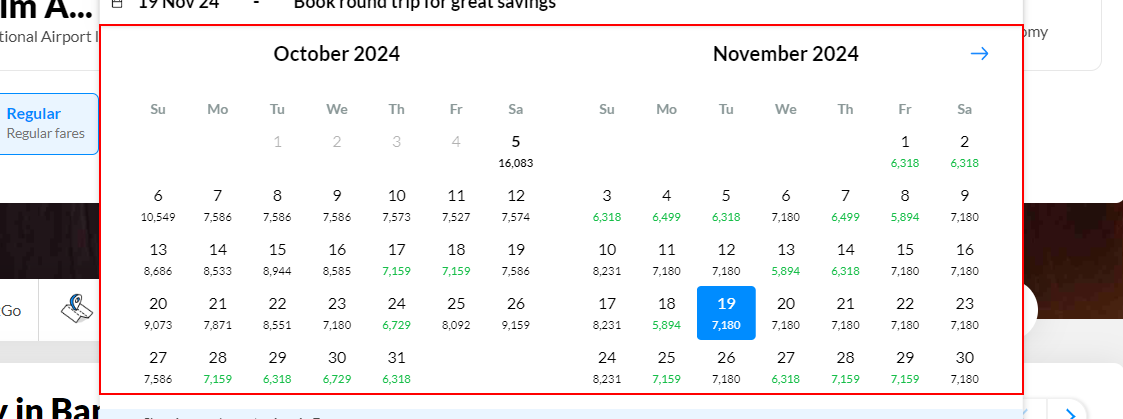 im A...
19 Nov 24 - Book round trip for great savings
tional Airport I
omy
October 2024 November 2024
Su Mo Tu We Th Fr Sa Su Mo Tu We Th Fr Sa
Regular
Regular fares
1 2 3 4 5 1 2
16,083 6,318 6,318
6 7 8 9 10 11 12 3 4 5 6 7 8 9
10,549 7,586 7,586 7,586 7,573 7,527 7,574 6,318 6,499 6,318 7,180 6,499 5,894 7,180
13 14 15 16 17 18 19 10 11 12 13 14 15 16
8,686 8,533 8,944 8,585 7,159 7,159 7,586 8,231 7,180 7,180 5,894 6,318 7,180 7,180
20 21 22 23 24 25 26 17 18 19 20 21 22 23
Go
9,073 7,871 8,551 7,180 6,729 8,092 9,159 8,231 5,894 7,180 7,180 7,180 7,180 7,180
27 28 29 30 31 24 25 26 27 28 29 30
7,586 7,159 6,318 6,729 6,318 8,231 7,159 7,180 6,318 7,159 7,159 7,180
y in Bar